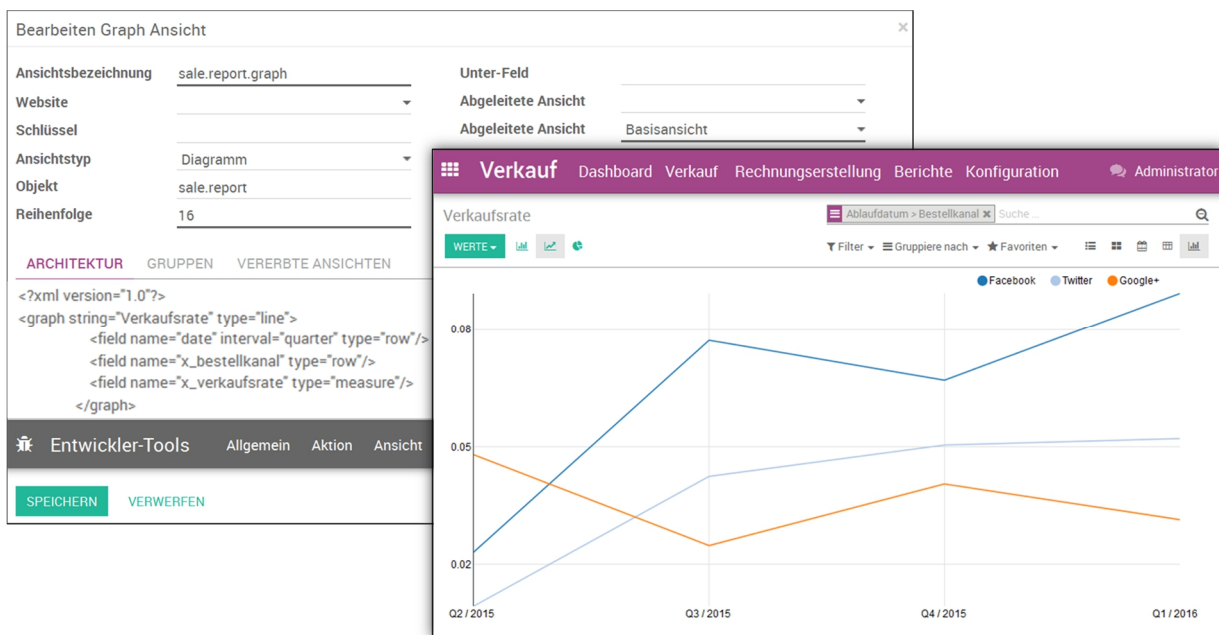 Bearbeiten Graph Ansicht ×
Ansichtsbezeichnung sale.report.graph
Website
Schlüssel
Ansichtstyp Diagramm
Objekt sale.report
Reihenfolge 16
Unter-Feld
Abgeleitete Ansicht
Abgeleitete Ansicht Basisansicht
ARCHITEKTUR GRUPPEN VERERBTE ANSICHTEN
<?xml version="1.0"?>
<graph string="Verkaufsrate" type="line">
<field name="date" interval="quarter" type="row"/>
<field name="x_bestellkanal" type="row"/>
<field name="x_verkaufsrate" type="measure"/>
</graph>
Entwickler-Tools Allgemein Aktion Ansicht
SPEICHERN VERWERFEN
Verkauf Dashboard Verkauf Rechnungserstellung Berichte Konfiguration Administrator
Verkaufsrate Ablaufdatum > Bestellkanal × Suche...
WERTE Filter Gruppiere nach Favoriten
Facebook Twitter Google+
0.08
0.05
0.02
Q2 / 2015 Q3 / 2015 Q4 / 2015 Q1 / 2016